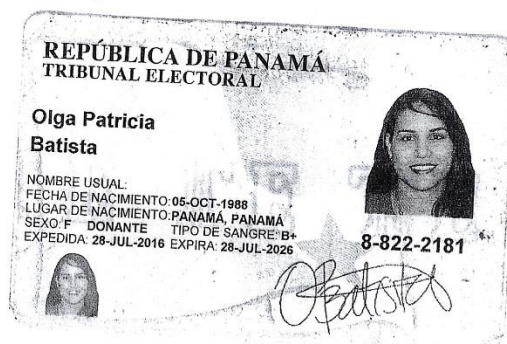 REPÚBLICA DE PANAMÁ
TRIBUNAL ELECTORAL
Olga Patricia
Batista
NOMBRE USUAL:
FECHA DE NACIMIENTO: 05-OCT-1988
LUGAR DE NACIMIENTO: PANAMÁ, PANAMÁ
SEXO: F DONANTE TIPO DE SANGRE: B+
EXPEDIDA: 28-JUL-2016 EXPIRA: 28-JUL-2026
8-822-2181
OBatista